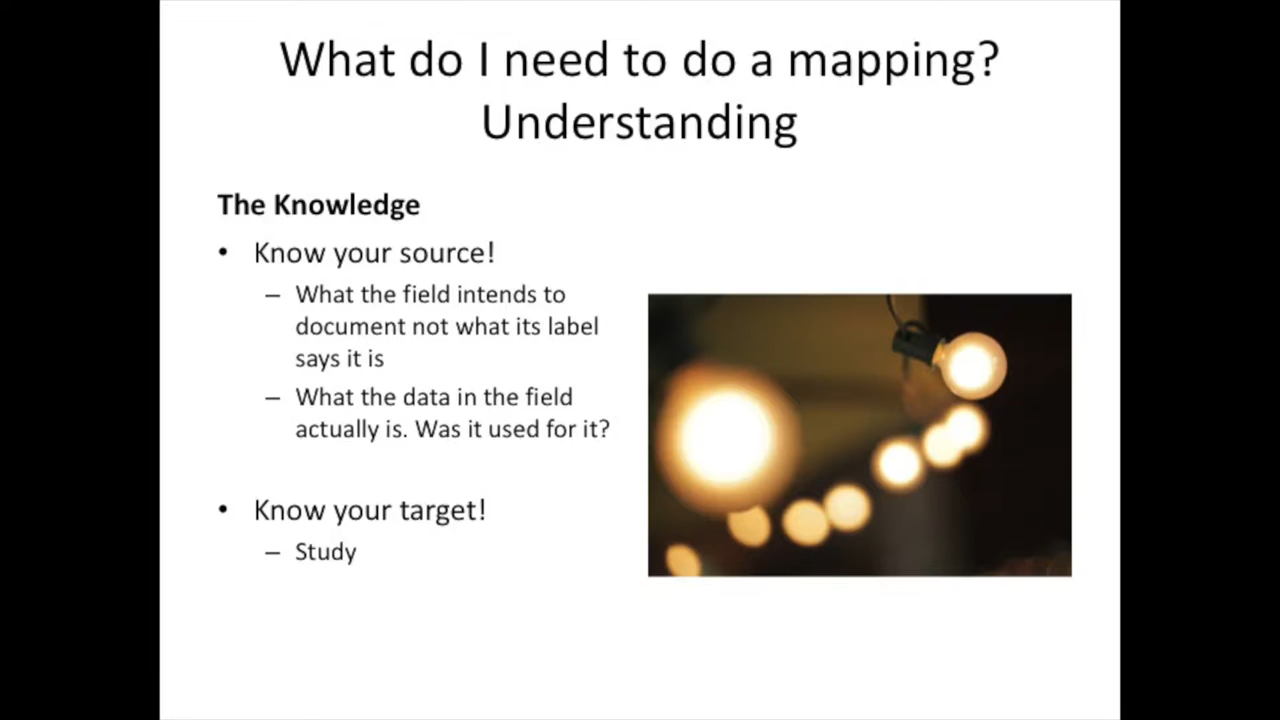 What do I need to do a mapping?
Understanding
The Knowledge
• Know your source!
– What the field intends to
document not what its label
says it is
– What the data in the field
actually is. Was it used for it?
• Know your target!
– Study